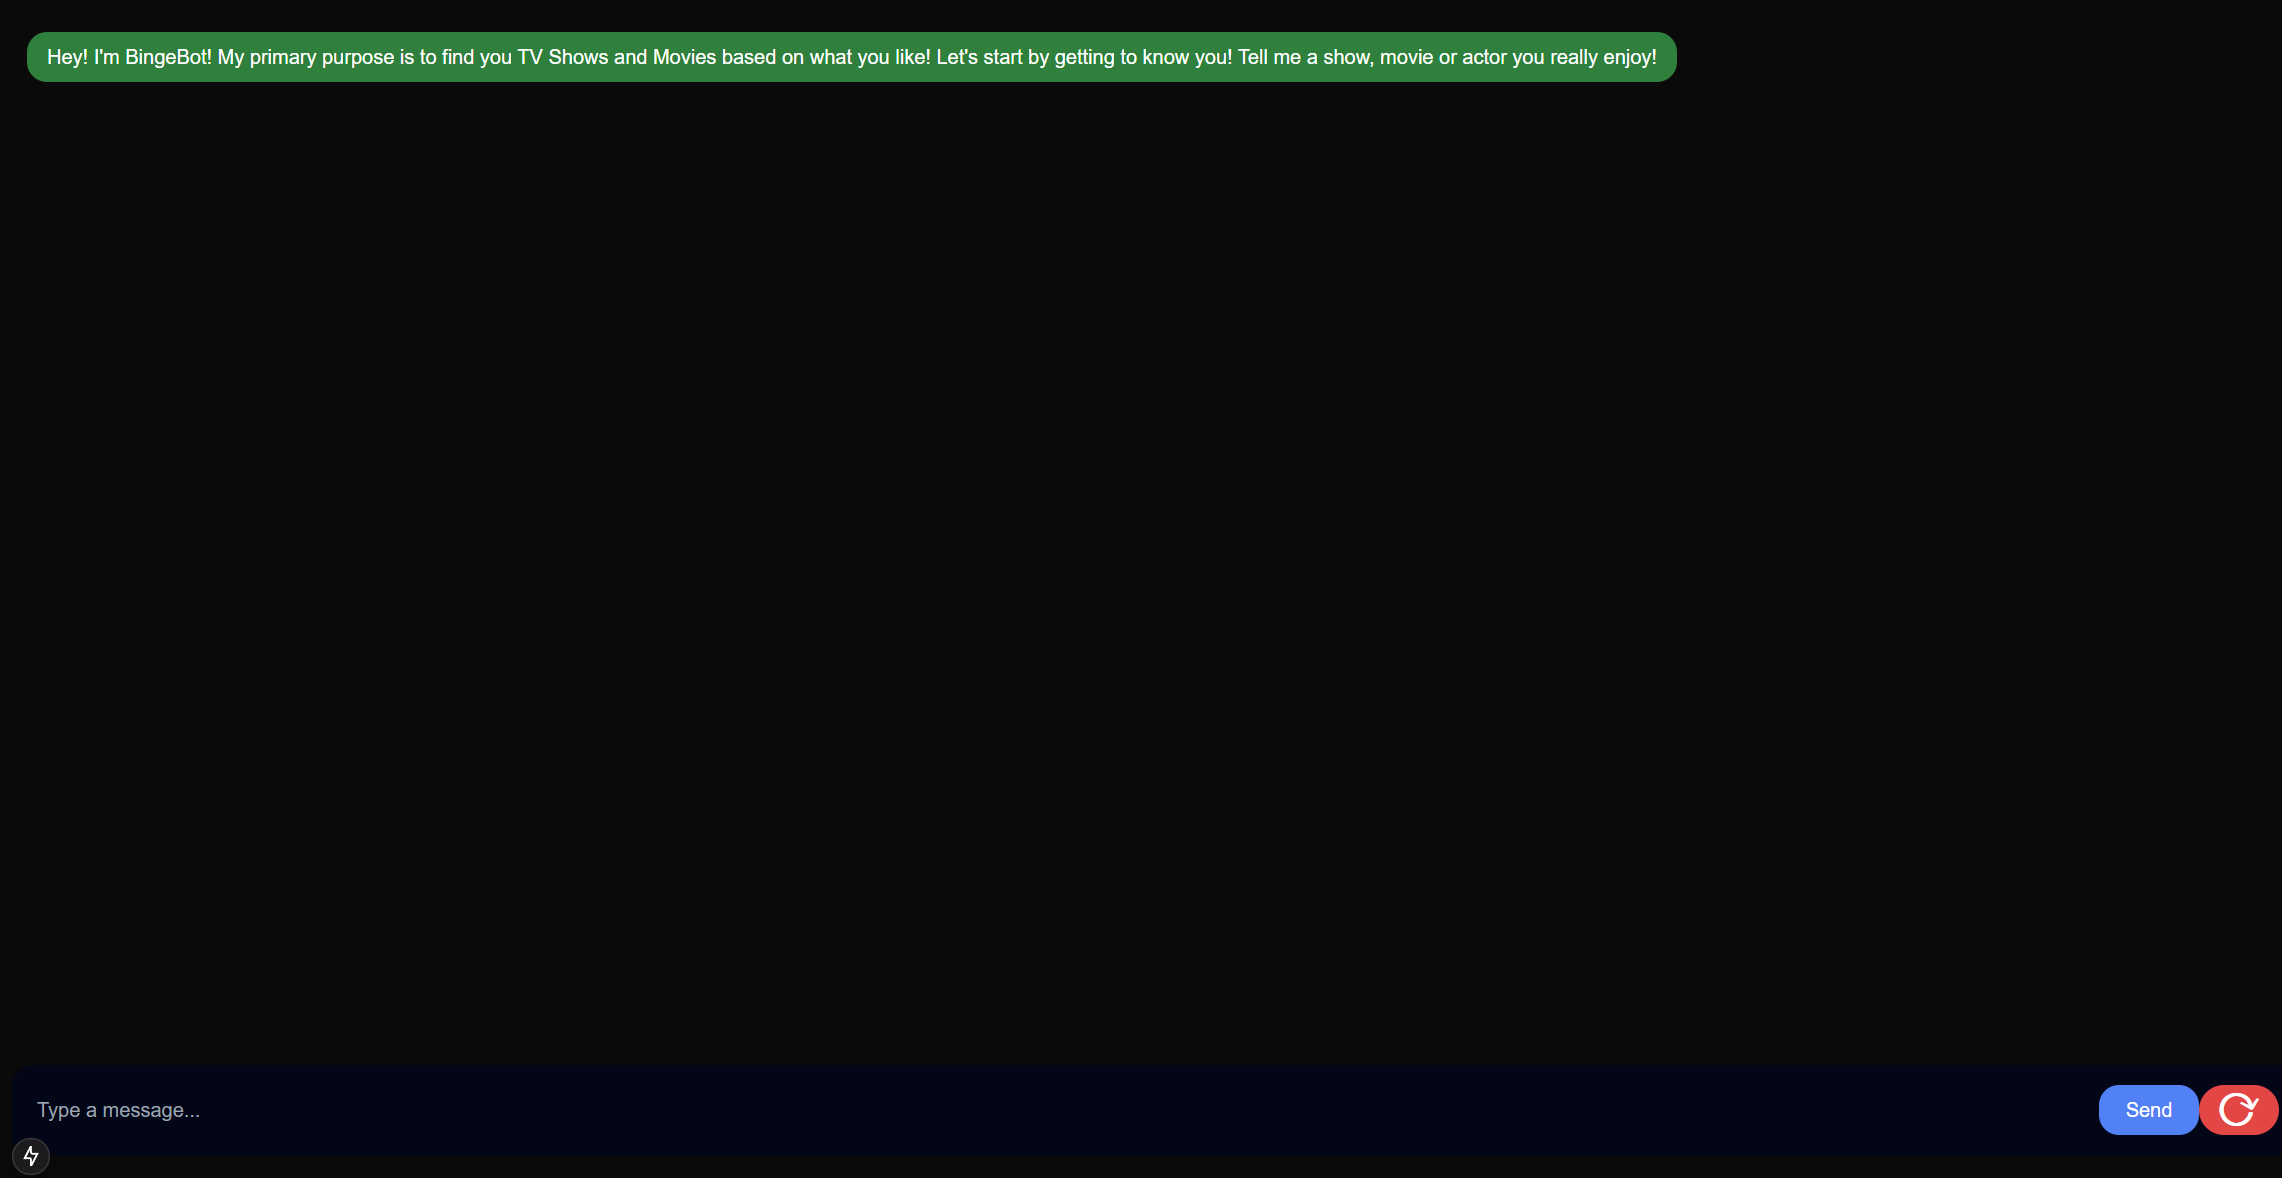 Hey! I'm BingeBot! My primary purpose is to find you TV Shows and Movies based on what you like! Let's start by getting to know you! Tell me a show, movie or actor you really enjoy!
Type a message...
Send